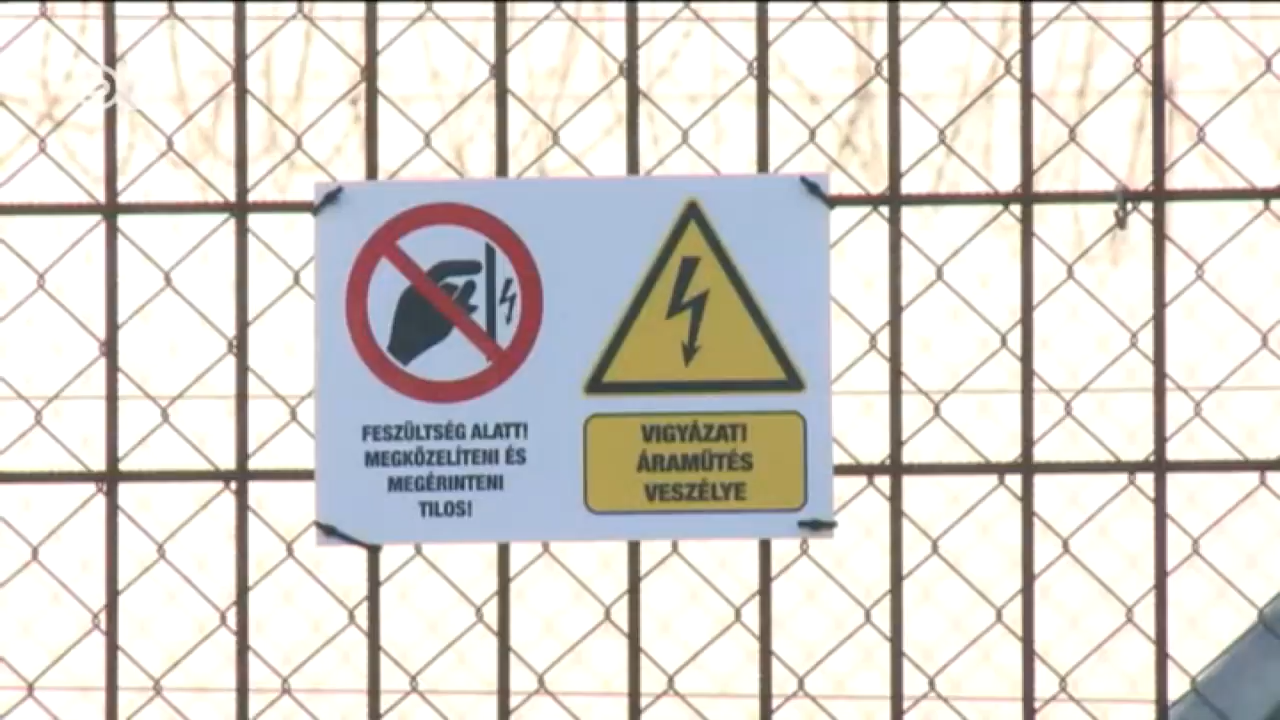 FESZÜLTSÉG ALATT!
MEGKÖZELÍTENI ÉS
MEGÉRINTENI
TILOS!
VIGYÁZAT!
ÁRAMÜTÉS
VESZÉLYE